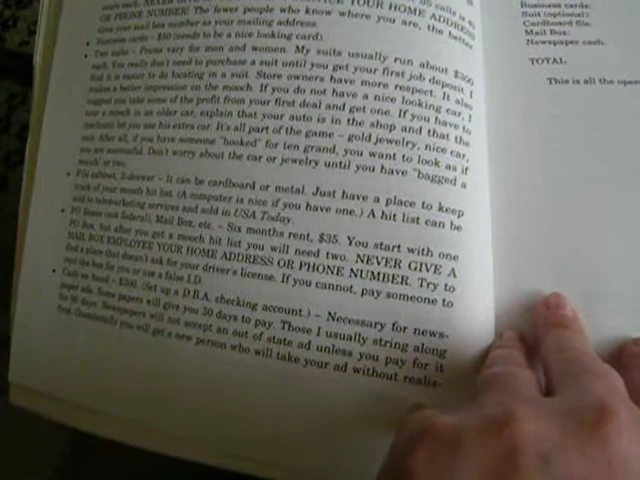 OR PHONE NUMBER! The fewer people who know where you are, the better
Give your mail box number as your mailing address.
• Business cards – $30 (needs to be a nice looking card).
• Two suits – Prices vary for men and women. My suits usually run about $300
each. You really don't need to purchase a suit until you get your first job deposit. I
find it is easier to do locating in a suit. Store owners have more respect. It also
makes a better impression on the mooch. If you do not have a nice looking car, I
suggest you take some of the profit from your first deal and get one. If you have to
your a mooch in an older car, explain that your auto is in the shop and that the
mechanic let you use his extra car. It's all part of the game – gold jewelry, nice car,
suit. After all, if you have someone "hooked" for ten grand, you want to look as if
you are successful. Don't worry about the car or jewelry until you have "bagged a
mooch" or two.
• File cabinet, 2-drawer – It can be cardboard or metal. Just have a place to keep
track of your mooch hit list. (A computer is nice if you have one.) A hit list can be
sold to telemarketing services and sold in USA Today.
• PO Boxes (not federal), Mail Box, etc. – Six months rent, $35. You start with one
PO Box, but after you get a mooch hit list you will need two. NEVER GIVE A
MAIL BOX EMPLOYEE YOUR HOME ADDRESS OR PHONE NUMBER. Try to
find a place that doesn't ask for your driver's license. If you cannot, pay someone to
rent the box for you or use a false I.D.
• Cash on hand – $300. (Set up a D.B.A. checking account.) – Necessary for news-
paper ads. Some papers will give you 30 days to pay. Those I usually string along
for 90 days. Newspapers will not accept an out of state ad unless you pay for it
first. Occasionally you will get a new person who will take your ad without realiz-
Business cards:
Suit (optional):
Cardboard file:
Mail Box:
Newspaper cash:
TOTAL
This is all the